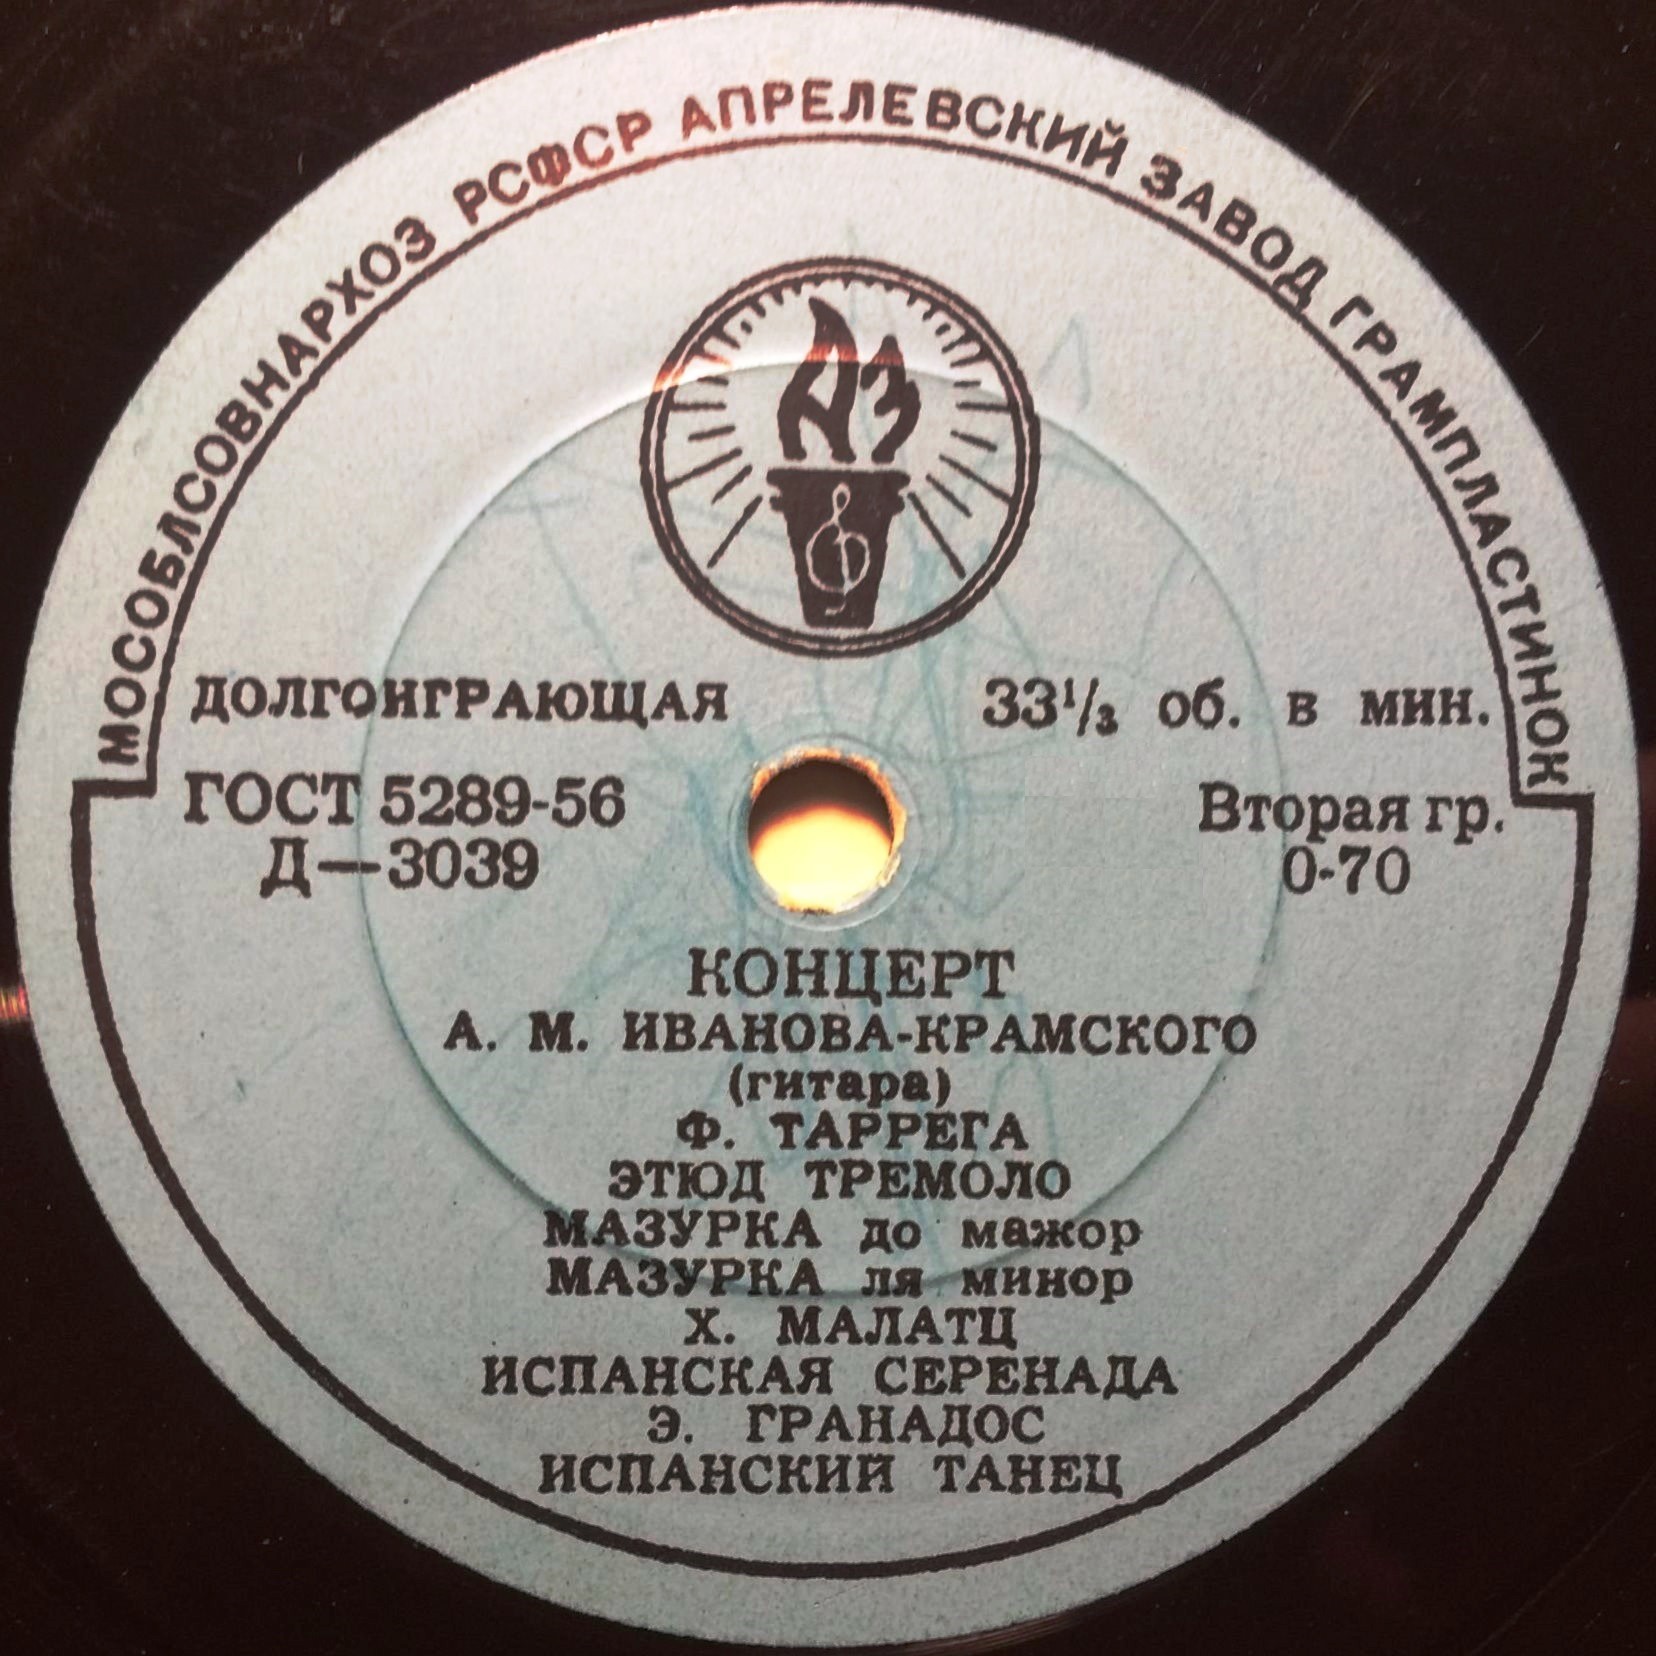 МОСОБЛСОВНАРХОЗ РСФСР АПРЕЛЕВСКИЙ ЗАВОД ГРАМПЛАСТИНОК
АЗ
ДОЛГОИГРАЮЩАЯ 33⅓ об. в мин.
ГОСТ 5289-56 Вторая гр.
Д—3039 0-70
КОНЦЕРТ
А. М. ИВАНОВА-КРАМСКОГО
(гитара)
Ф. ТАРРЕГА
ЭТЮД ТРЕМОЛО
МАЗУРКА до мажор
МАЗУРКА ля минор
Х. МАЛАТЦ
ИСПАНСКАЯ СЕРЕНАДА
Э. ГРАНАДОС
ИСПАНСКИЙ ТАНЕЦ